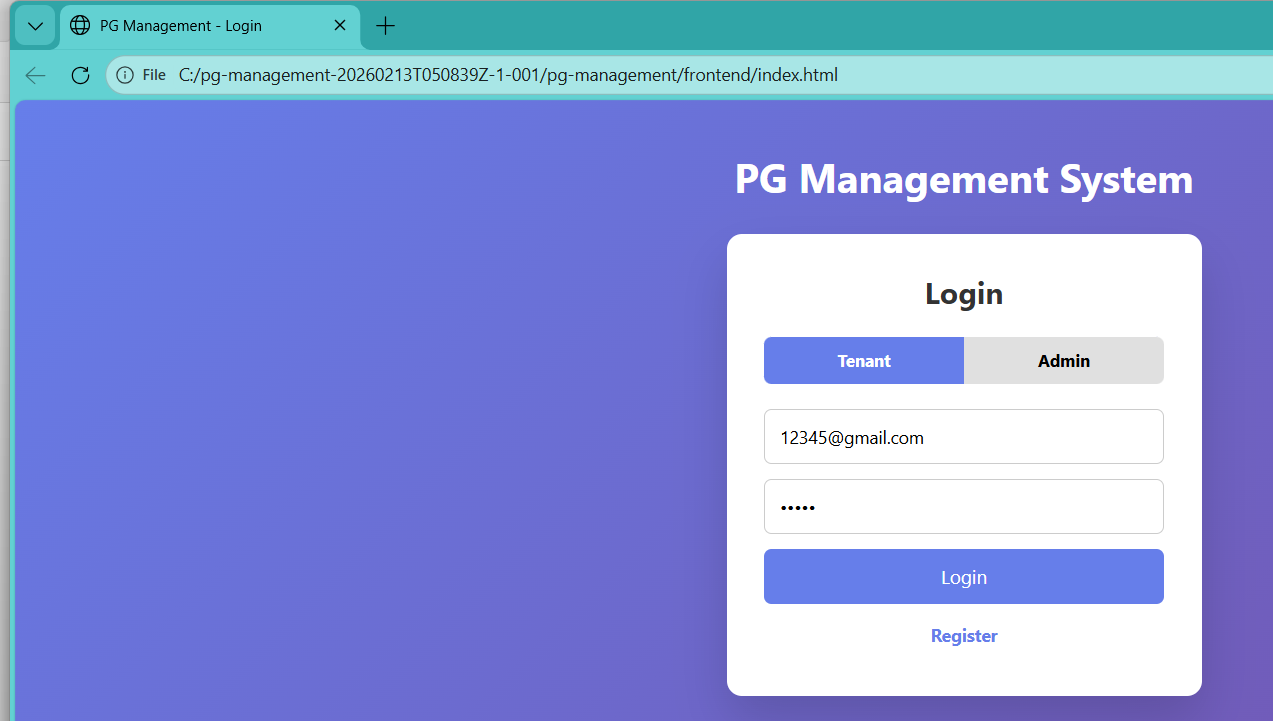 PG Management - Login
File C:/pg-management-20260213T050839Z-1-001/pg-management/frontend/index.html
PG Management System
Login
Tenant Admin
12345@gmail.com
•••••
Login
Register